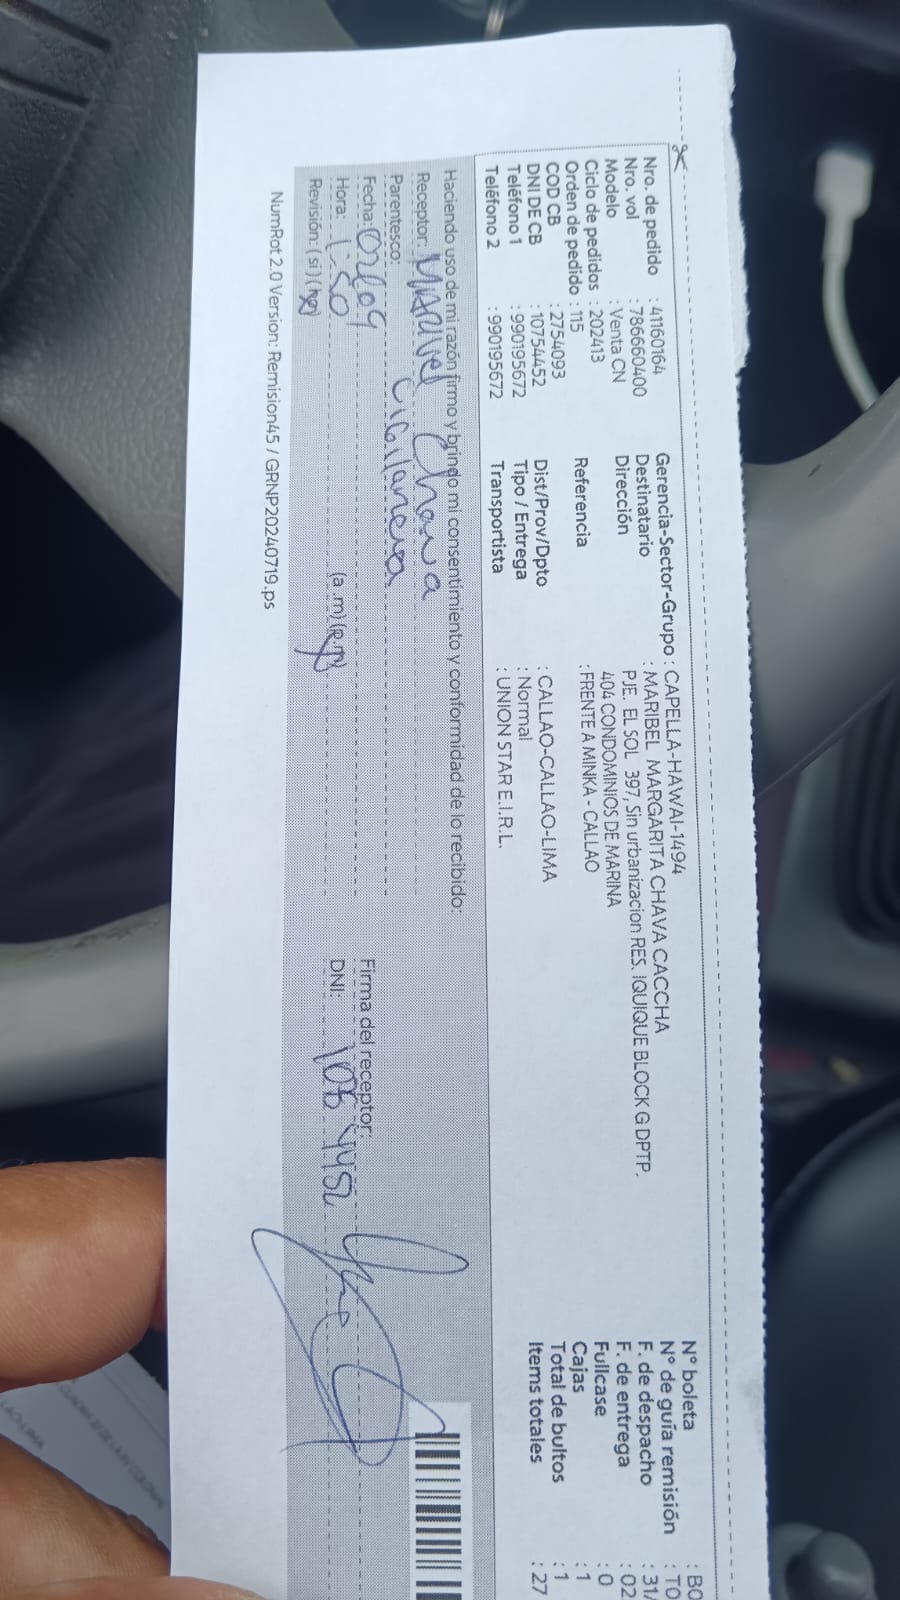 Nro. de pedido : 41160164
Nro. vol : 786660400
Modelo : Venta CN
Ciclo de pedidos : 202413
Orden de pedido : 115
COD CB : 2754093
DNI DE CB : 10754452
Teléfono 1 : 990195672
Teléfono 2 : 990195672
Gerencia-Sector-Grupo : CAPELLA-HAWAI-1494
Destinatario : MARIBEL MARGARITA CHAVA CACCHA
Dirección PJE. EL SOL 397, Sin urbanizacion RES. IQUIQUE BLOCK G DPTP.
404 CONDOMINIOS DE MARINA
Referencia : FRENTE A MINKA - CALLAO
Dist/Prov/Dpto : CALLAO-CALLAO-LIMA
Tipo / Entrega : Normal
Transportista : UNION STAR E.I.R.L.
N° boleta : BO
N° de guía remisión : TO
F. de despacho : 31/
F. de entrega : 02
Fullcase : 0
Cajas : 1
Total de bultos : 1
Items totales : 27
Haciendo uso de mi razón firmo y brindo mi consentimiento y conformidad de lo recibido:
Receptor: Marivel Chava
Parentesco: Vigilancia
Fecha: 02/09
Hora: 1:50 (a.m) (p.m)
Revisión: ( si ) (no)
Firma del receptor:
DNI:
NumRot 2.0 Version: Remision45 / GRNP20240719.ps